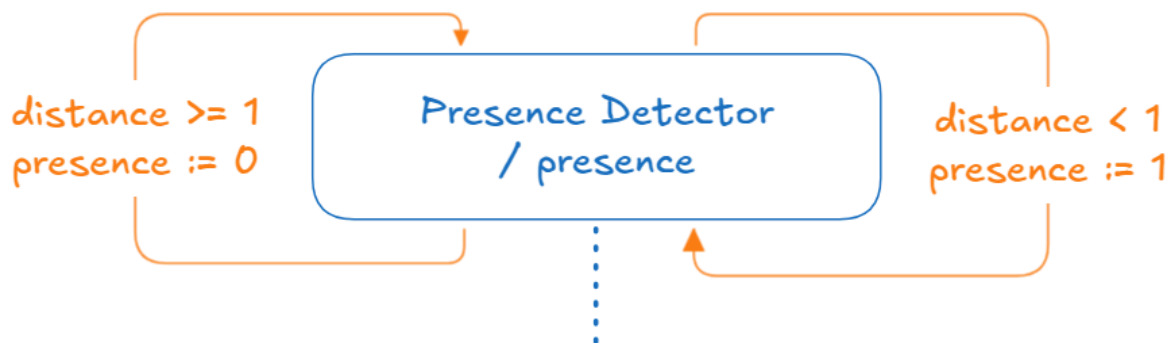 distance >= 1
presence := 0
Presence Detector
/ presence
distance < 1
presence := 1